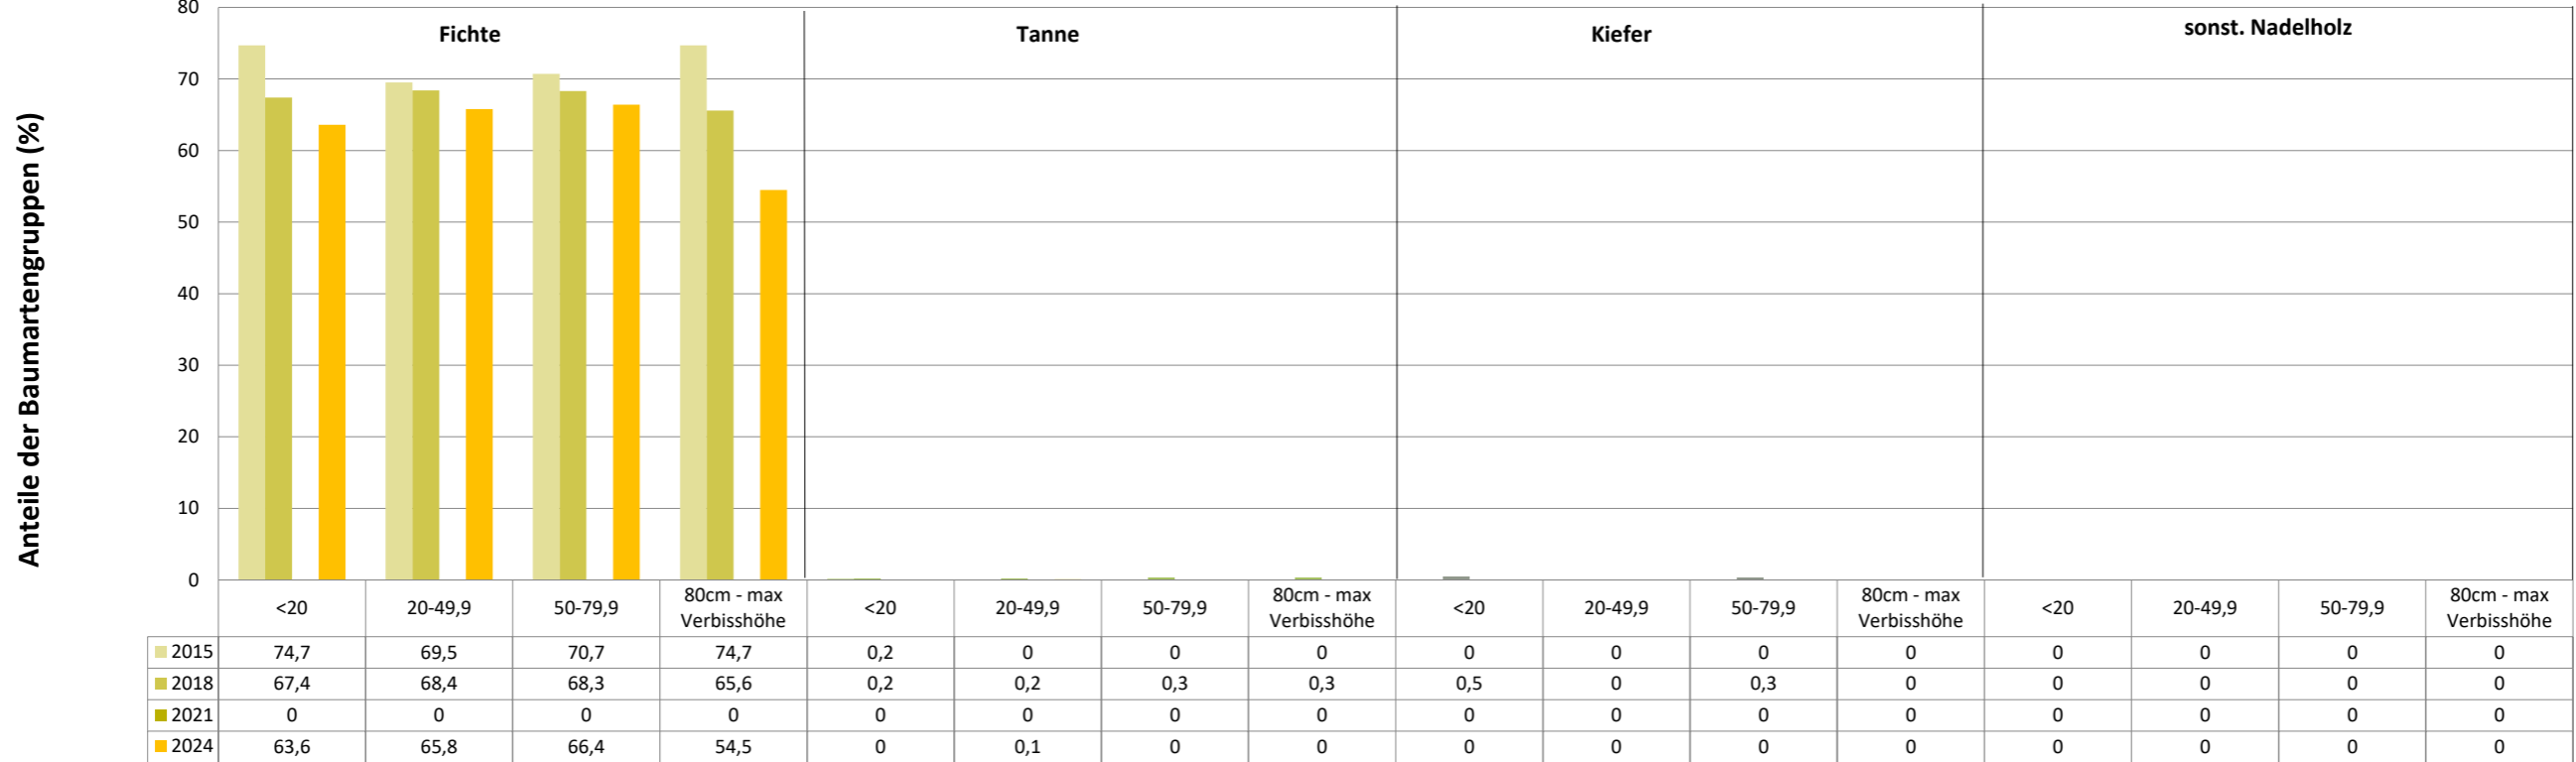 Anteile der Baumartengruppen (%)
80
70
60
50
40
30
20
10
0
Fichte
Tanne
Kiefer
sonst. Nadelholz
<20 20-49,9 50-79,9 80cm - max Verbisshöhe <20 20-49,9 50-79,9 80cm - max Verbisshöhe <20 20-49,9 50-79,9 80cm - max Verbisshöhe <20 20-49,9 50-79,9 80cm - max Verbisshöhe
2015 74,7 69,5 70,7 74,7 0,2 0 0 0 0 0 0 0 0 0 0 0
2018 67,4 68,4 68,3 65,6 0,2 0,2 0,3 0,3 0,5 0 0,3 0 0 0 0 0
2021 0 0 0 0 0 0 0 0 0 0 0 0 0 0 0 0
2024 63,6 65,8 66,4 54,5 0 0,1 0 0 0 0 0 0 0 0 0 0